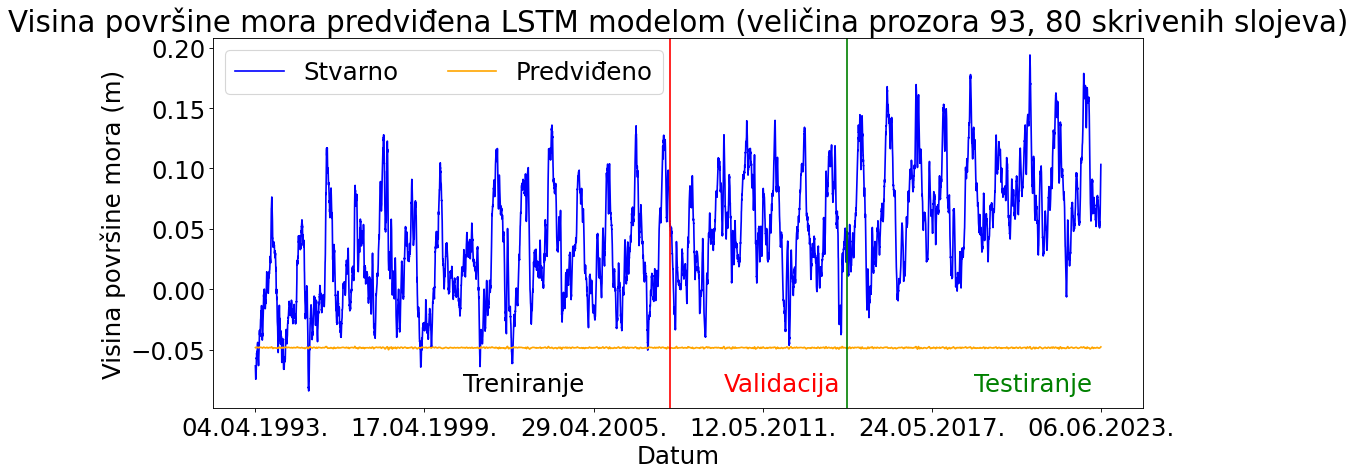 Visina površine mora predviđena LSTM modelom (veličina prozora 93, 80 skrivenih slojeva)
Stvarno
Predviđeno
Visina površine mora (m)
0.20
0.15
0.10
0.05
0.00
−0.05
Treniranje
Validacija
Testiranje
04.04.1993.
17.04.1999.
29.04.2005.
12.05.2011.
24.05.2017.
06.06.2023.
Datum